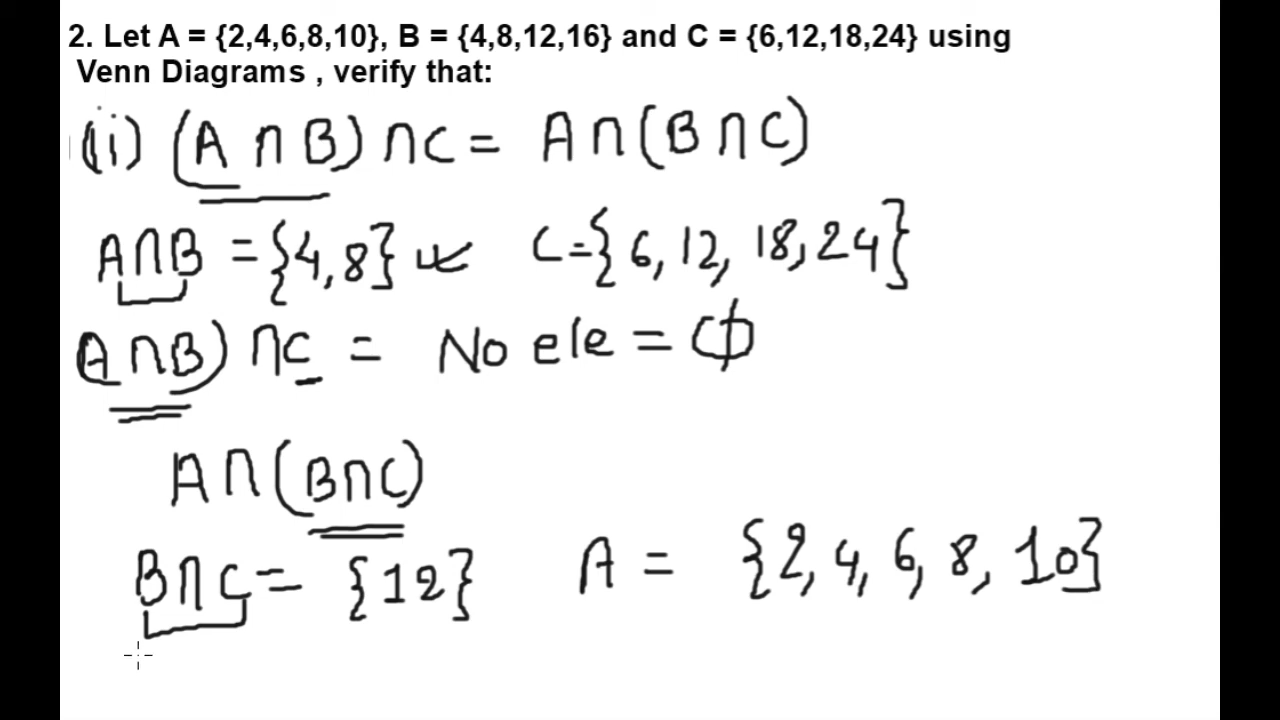 2. Let A = {2,4,6,8,10}, B = {4,8,12,16} and C = {6,12,18,24} using
Venn Diagrams , verify that:
(i) (A ∩ B) ∩ C = A ∩ (B ∩ C)
A∩B = {4,8} C = {6, 12, 18, 24}
A∩B) ∩C = No ele = ϕ
A∩(B∩C)
B∩C = {12} A = {2, 4, 6, 8, 10}